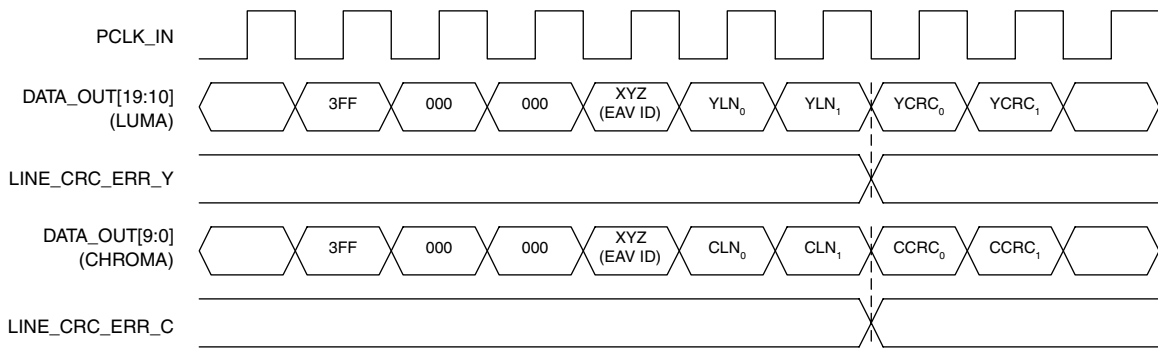 PCLK_IN
DATA_OUT[19:10]
(LUMA)
3FF 000 000 XYZ (EAV ID) YLN₀ YLN₁ YCRC₀ YCRC₁
LINE_CRC_ERR_Y
DATA_OUT[9:0]
(CHROMA)
3FF 000 000 XYZ (EAV ID) CLN₀ CLN₁ CCRC₀ CCRC₁
LINE_CRC_ERR_C